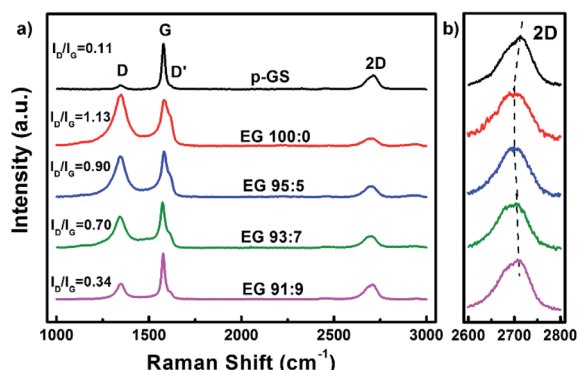 a)
b)
I_D/I_G=0.11
G
D
D'
2D
2D
p-GS
I_D/I_G=1.13
EG 100:0
I_D/I_G=0.90
EG 95:5
I_D/I_G=0.70
EG 93:7
I_D/I_G=0.34
EG 91:9
Intensity (a.u.)
1000 1500 2000 2500 3000
2600 2700 2800
Raman Shift (cm⁻¹)